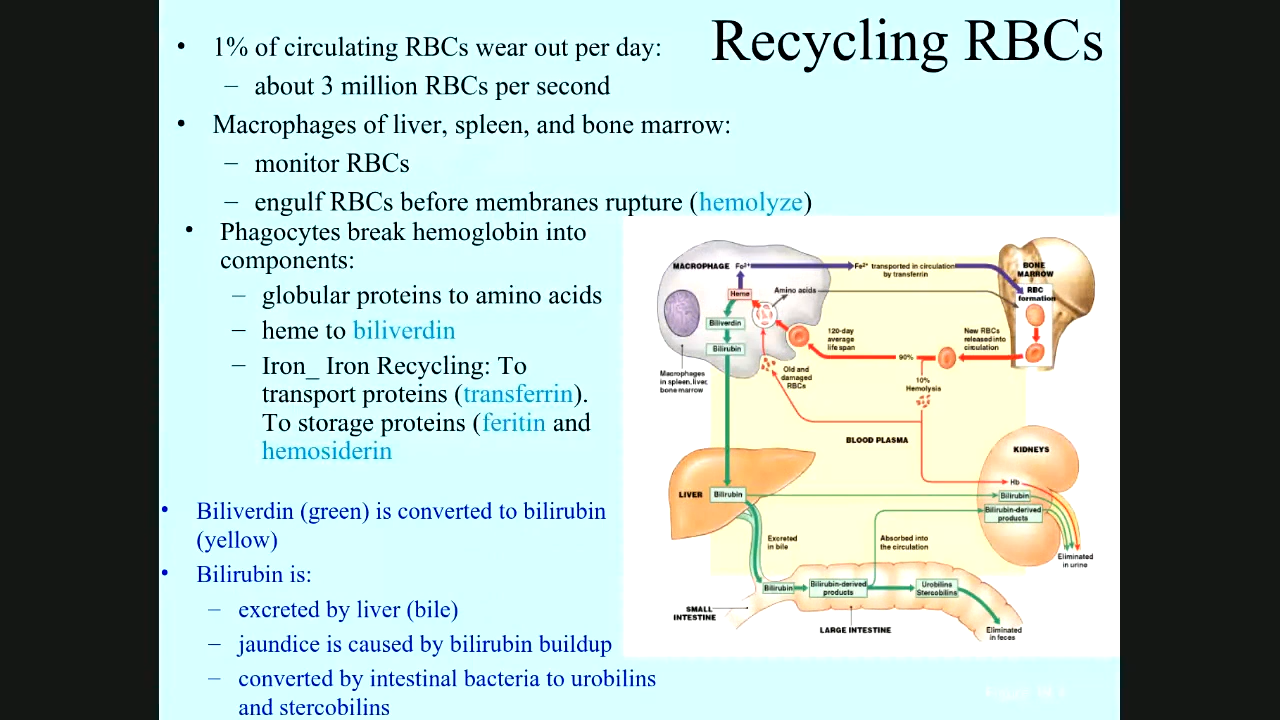 Recycling RBCs
• 1% of circulating RBCs wear out per day:
– about 3 million RBCs per second
• Macrophages of liver, spleen, and bone marrow:
– monitor RBCs
– engulf RBCs before membranes rupture (hemolyze)
• Phagocytes break hemoglobin into
components:
– globular proteins to amino acids
– heme to biliverdin
– Iron_ Iron Recycling: To
transport proteins (transferrin).
To storage proteins (feritin and
hemosiderin
• Biliverdin (green) is converted to bilirubin
(yellow)
• Bilirubin is:
– excreted by liver (bile)
– jaundice is caused by bilirubin buildup
– converted by intestinal bacteria to urobilins
and stercobilins
MACROPHAGE
Fe²⁺
Fe²⁺ transported in circulation
by transferrin
BONE
MARROW
RBC
formation
Heme
Amino acids
Biliverdin
Bilirubin
120-day
average
life span
New RBCs
released into
circulation
90%
Macrophages
in spleen, liver,
bone marrow
Old and
damaged
RBCs
10%
Hemolysis
BLOOD PLASMA
KIDNEYS
LIVER
Bilirubin
Hb
Bilirubin
Bilirubin-derived
products
Excreted
in bile
Absorbed into
the circulation
Eliminated
in urine
Bilirubin
Bilirubin-derived
products
Urobilins
Stercobilins
SMALL
INTESTINE
LARGE INTESTINE
Eliminated
in feces